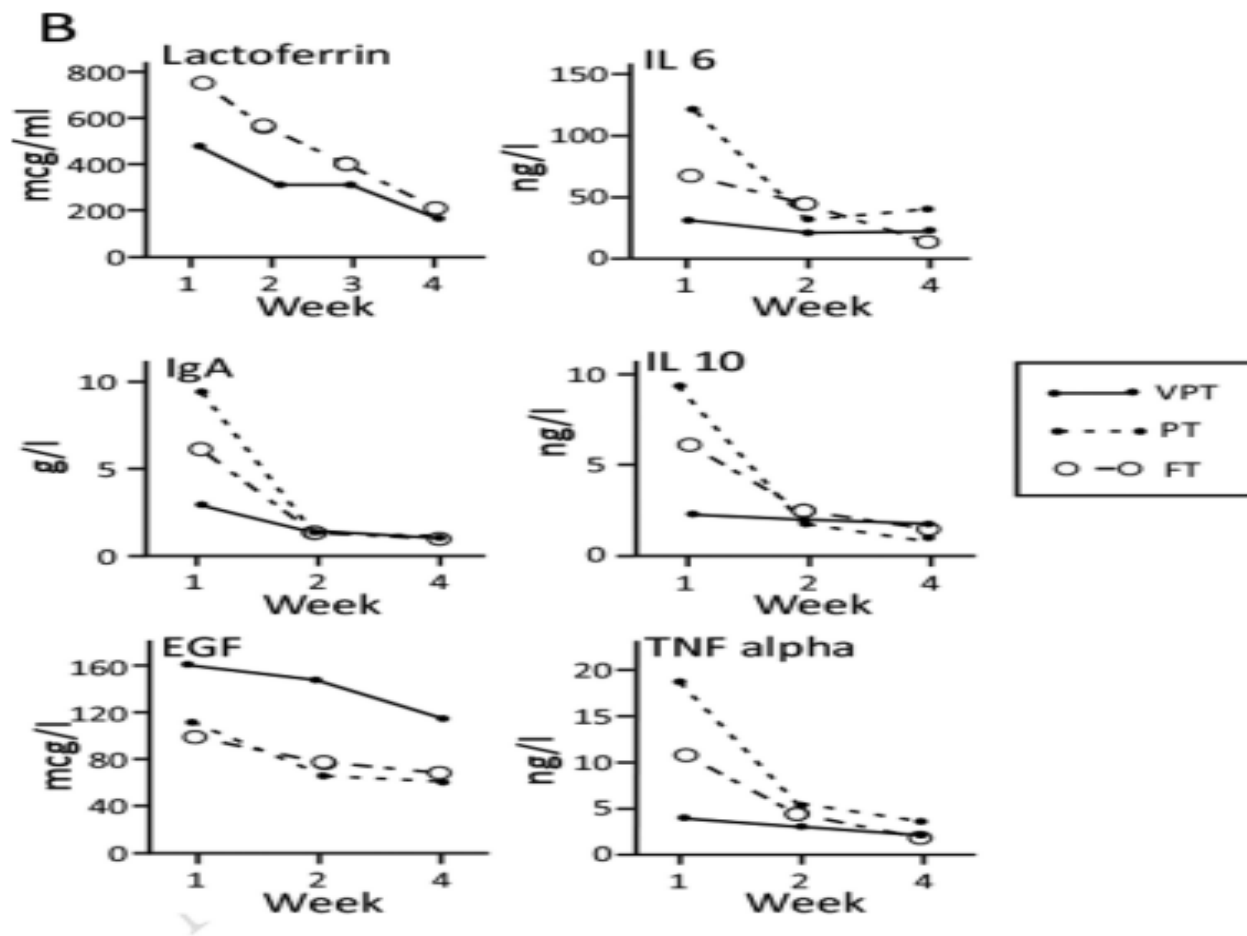 B
Lactoferrin
mcg/ml
800
600
400
200
0
1 2 3 4
Week
IL 6
ng/l
150
100
50
0
1 2 4
Week
IgA
g/l
10
5
0
1 2 4
Week
IL 10
ng/l
10
5
0
1 2 4
Week
VPT
PT
FT
EGF
mcg/l
160
120
80
40
0
1 2 4
Week
TNF alpha
ng/l
20
15
10
5
0
1 2 4
Week